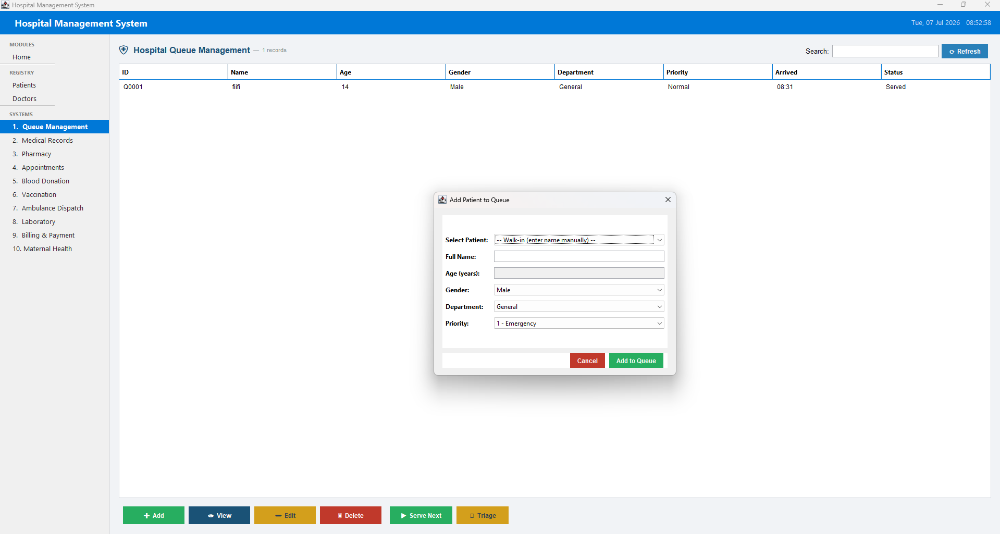 Hospital Management System
Hospital Management System
Tue, 07 Jul 2026 08:52:58
MODULES
Home
REGISTRY
Patients
Doctors
SYSTEMS
1. Queue Management
2. Medical Records
3. Pharmacy
4. Appointments
5. Blood Donation
6. Vaccination
7. Ambulance Dispatch
8. Laboratory
9. Billing & Payment
10. Maternal Health
Hospital Queue Management — 1 records
Search:
Refresh
ID Name Age Gender Department Priority Arrived Status
Q0001 fiifi 14 Male General Normal 08:31 Served
Add Patient to Queue
Select Patient: -- Walk-in (enter name manually) --
Full Name:
Age (years):
Gender: Male
Department: General
Priority: 1 - Emergency
Cancel Add to Queue
Add View Edit Delete Serve Next Triage